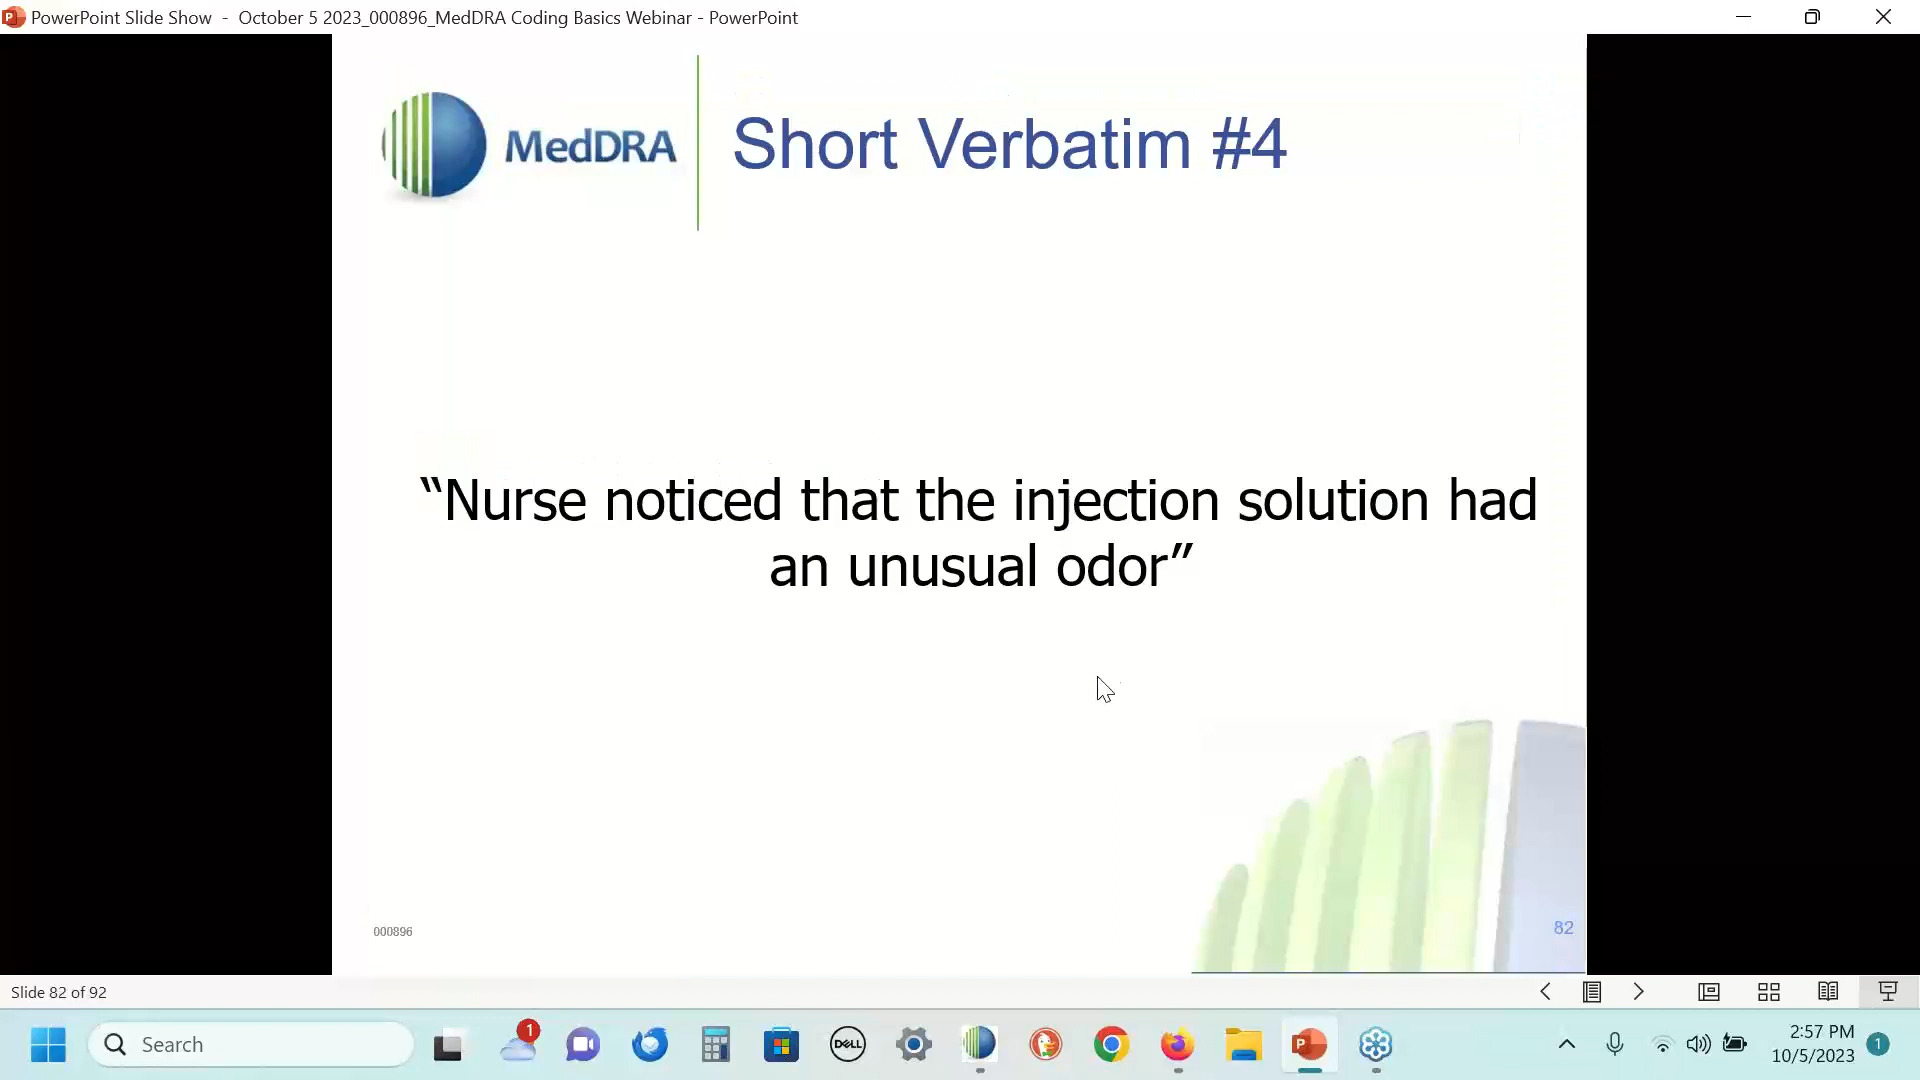 PowerPoint Slide Show - October 5 2023_000896_MedDRA Coding Basics Webinar - PowerPoint
MedDRA
Short Verbatim #4
“Nurse noticed that the injection solution had
an unusual odor”
000896
82
Slide 82 of 92
Search
1
DELL
2:57 PM
10/5/2023
1